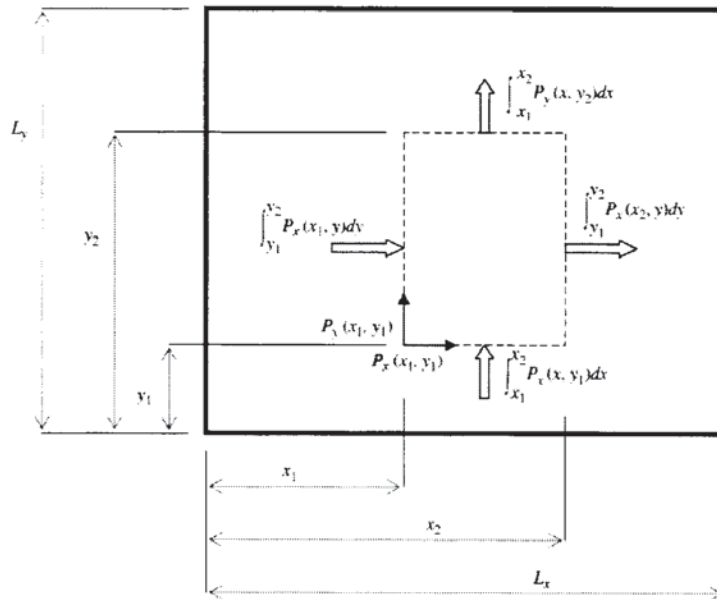 ∫_{x_1}^{x_2} P_y(x, y_2)dx
L_y
y_2
∫_{y_1}^{y_2} P_x(x_1, y)dy
∫_{y_1}^{y_2} P_x(x_2, y)dy
P_y(x_1, y_1)
P_x(x_1, y_1)
∫_{x_1}^{x_2} P_x(x, y_1)dx
y_1
x_1
x_2
L_x